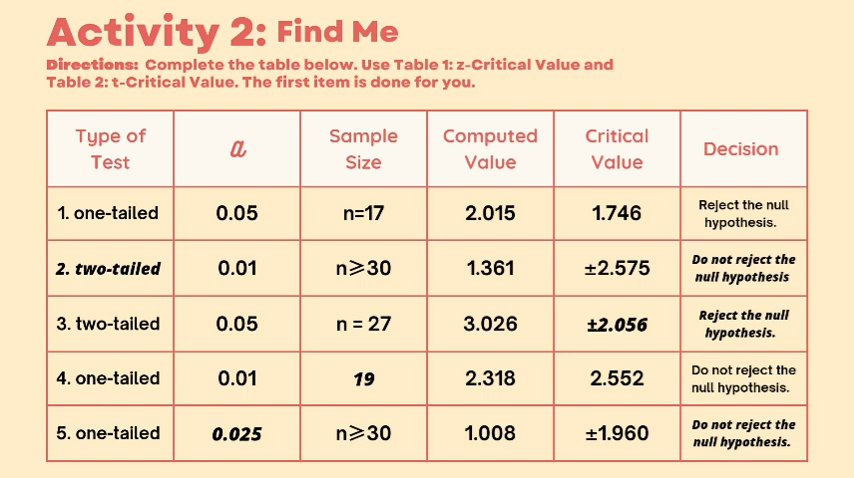 Activity 2: Find Me
Directions: Complete the table below. Use Table 1: z-Critical Value and
Table 2: t-Critical Value. The first item is done for you.
Type of Test | α | Sample Size | Computed Value | Critical Value | Decision
1. one-tailed | 0.05 | n=17 | 2.015 | 1.746 | Reject the null hypothesis.
2. two-tailed | 0.01 | n⩾30 | 1.361 | ±2.575 | Do not reject the null hypothesis
3. two-tailed | 0.05 | n = 27 | 3.026 | ±2.056 | Reject the null hypothesis.
4. one-tailed | 0.01 | 19 | 2.318 | 2.552 | Do not reject the null hypothesis.
5. one-tailed | 0.025 | n⩾30 | 1.008 | ±1.960 | Do not reject the null hypothesis.